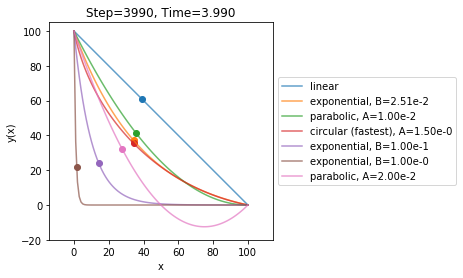 Step=3990, Time=3.990
y(x)
100
80
60
40
20
0
−20
0
20
40
60
80
100
x
linear
exponential, B=2.51e-2
parabolic, A=1.00e-2
circular (fastest), A=1.50e-0
exponential, B=1.00e-1
exponential, B=1.00e-0
parabolic, A=2.00e-2